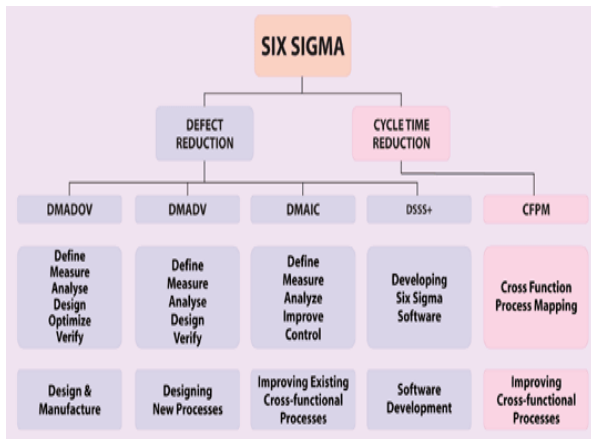 SIX SIGMA
DEFECT
REDUCTION
CYCLE TIME
REDUCTION
DMADOV
DMADV
DMAIC
DSSS+
CFPM
Define
Measure
Analyse
Design
Optimize
Verify
Define
Measure
Analyse
Design
Verify
Define
Measure
Analyze
Improve
Control
Developing
Six Sigma
Software
Cross Function
Process Mapping
Design &
Manufacture
Designing
New Processes
Improving Existing
Cross-functional
Processes
Software
Development
Improving
Cross-functional
Processes